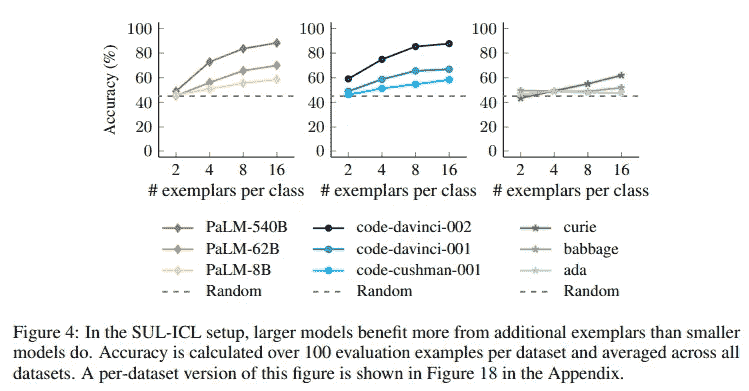 100
80
60
40
20
0
Accuracy (%)
2 4 8 16
# exemplars per class
100
80
60
40
20
0
2 4 8 16
# exemplars per class
100
80
60
40
20
0
2 4 8 16
# exemplars per class
PaLM-540B
PaLM-62B
PaLM-8B
Random
code-davinci-002
code-davinci-001
code-cushman-001
Random
curie
babbage
ada
Random
Figure 4: In the SUL-ICL setup, larger models benefit more from additional exemplars than smaller
models do. Accuracy is calculated over 100 evaluation examples per dataset and averaged across all
datasets. A per-dataset version of this figure is shown in Figure 18 in the Appendix.